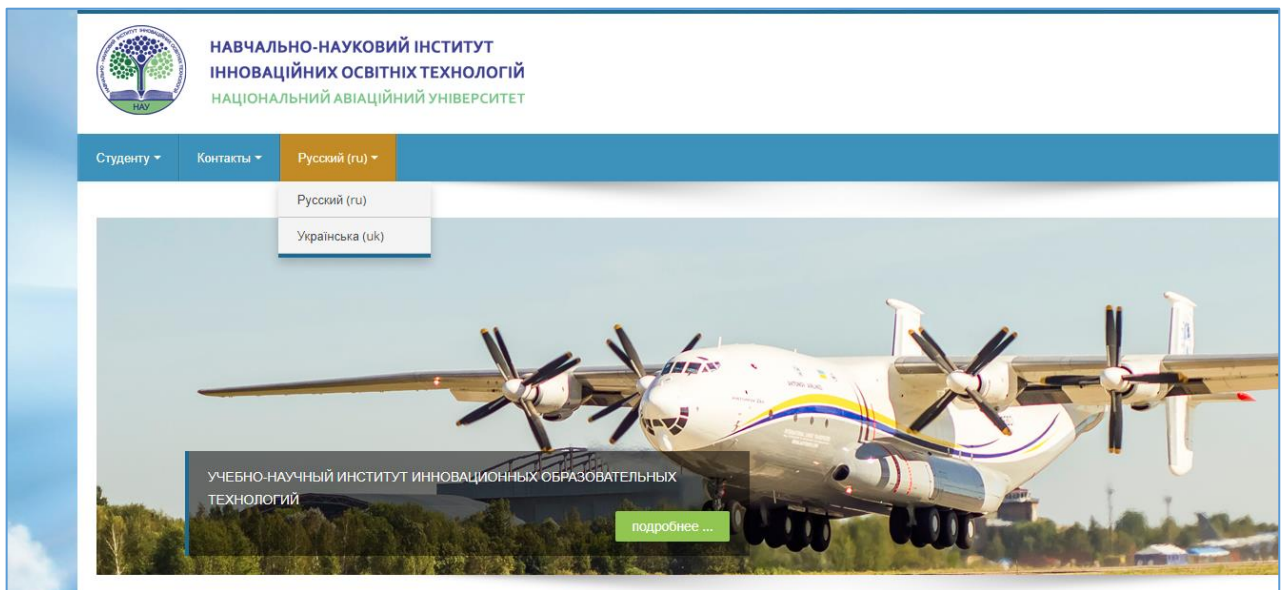 НАВЧАЛЬНО-НАУКОВИЙ ІНСТИТУТ
ІННОВАЦІЙНИХ ОСВІТНІХ ТЕХНОЛОГІЙ
НАЦІОНАЛЬНИЙ АВІАЦІЙНИЙ УНІВЕРСИТЕТ
НАУ
Студенту
Контакты
Русский (ru)
Русский (ru)
Українська (uk)
УЧЕБНО-НАУЧНЫЙ ИНСТИТУТ ИННОВАЦИОННЫХ ОБРАЗОВАТЕЛЬНЫХ
ТЕХНОЛОГИЙ
подробнее ...